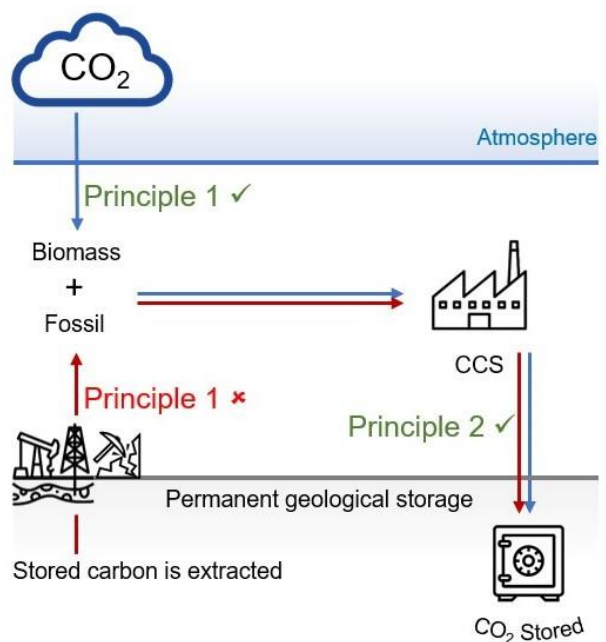 CO₂
Atmosphere
Principle 1 ✓
Biomass
+
Fossil
CCS
Principle 1 ✖
Principle 2 ✓
Permanent geological storage
Stored carbon is extracted
CO₂ Stored